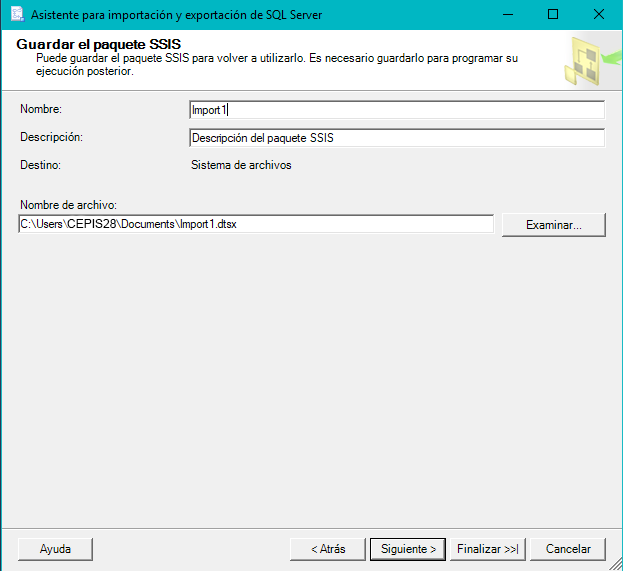 Asistente para importación y exportación de SQL Server
Guardar el paquete SSIS
Puede guardar el paquete SSIS para volver a utilizarlo. Es necesario guardarlo para programar su
ejecución posterior.
Nombre:
Import1
Descripción:
Descripción del paquete SSIS
Destino:
Sistema de archivos
Nombre de archivo:
C:\Users\CEPIS28\Documents\Import1.dtsx
Examinar...
Ayuda
< Atrás
Siguiente >
Finalizar >>|
Cancelar